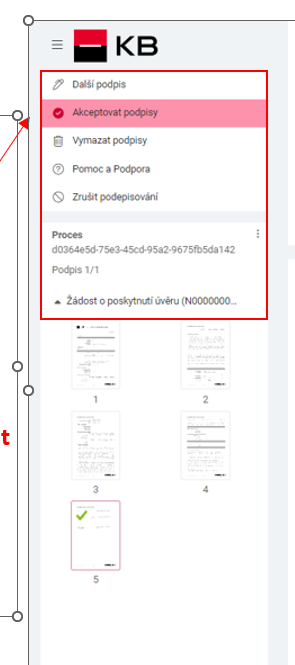 KB
Další podpis
Akceptovat podpisy
Vymazat podpisy
Pomoc a Podpora
Zrušit podepisování
Proces
d0364e5d-75e3-45cd-95a2-9675fb5da142
Podpis 1/1
Žádost o poskytnutí úvěru (N0000000...
1
2
t
3
4
5